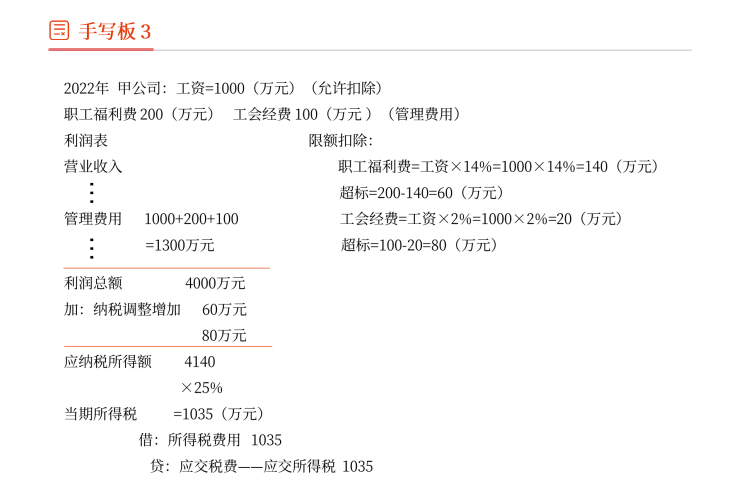 手写板 3
2022年 甲公司：工资=1000（万元）（允许扣除）
职工福利费 200（万元） 工会经费 100（万元 ）（管理费用）
利润表 限额扣除：
营业收入 职工福利费=工资×14%=1000×14%=140（万元）
⋮ 超标=200-140=60（万元）
管理费用 1000+200+100 工会经费=工资×2%=1000×2%=20（万元）
⋮ =1300万元 超标=100-20=80（万元）
利润总额 4000万元
加：纳税调整增加 60万元
80万元
应纳税所得额 4140
×25%
当期所得税 =1035（万元）
借：所得税费用 1035
贷：应交税费——应交所得税 1035